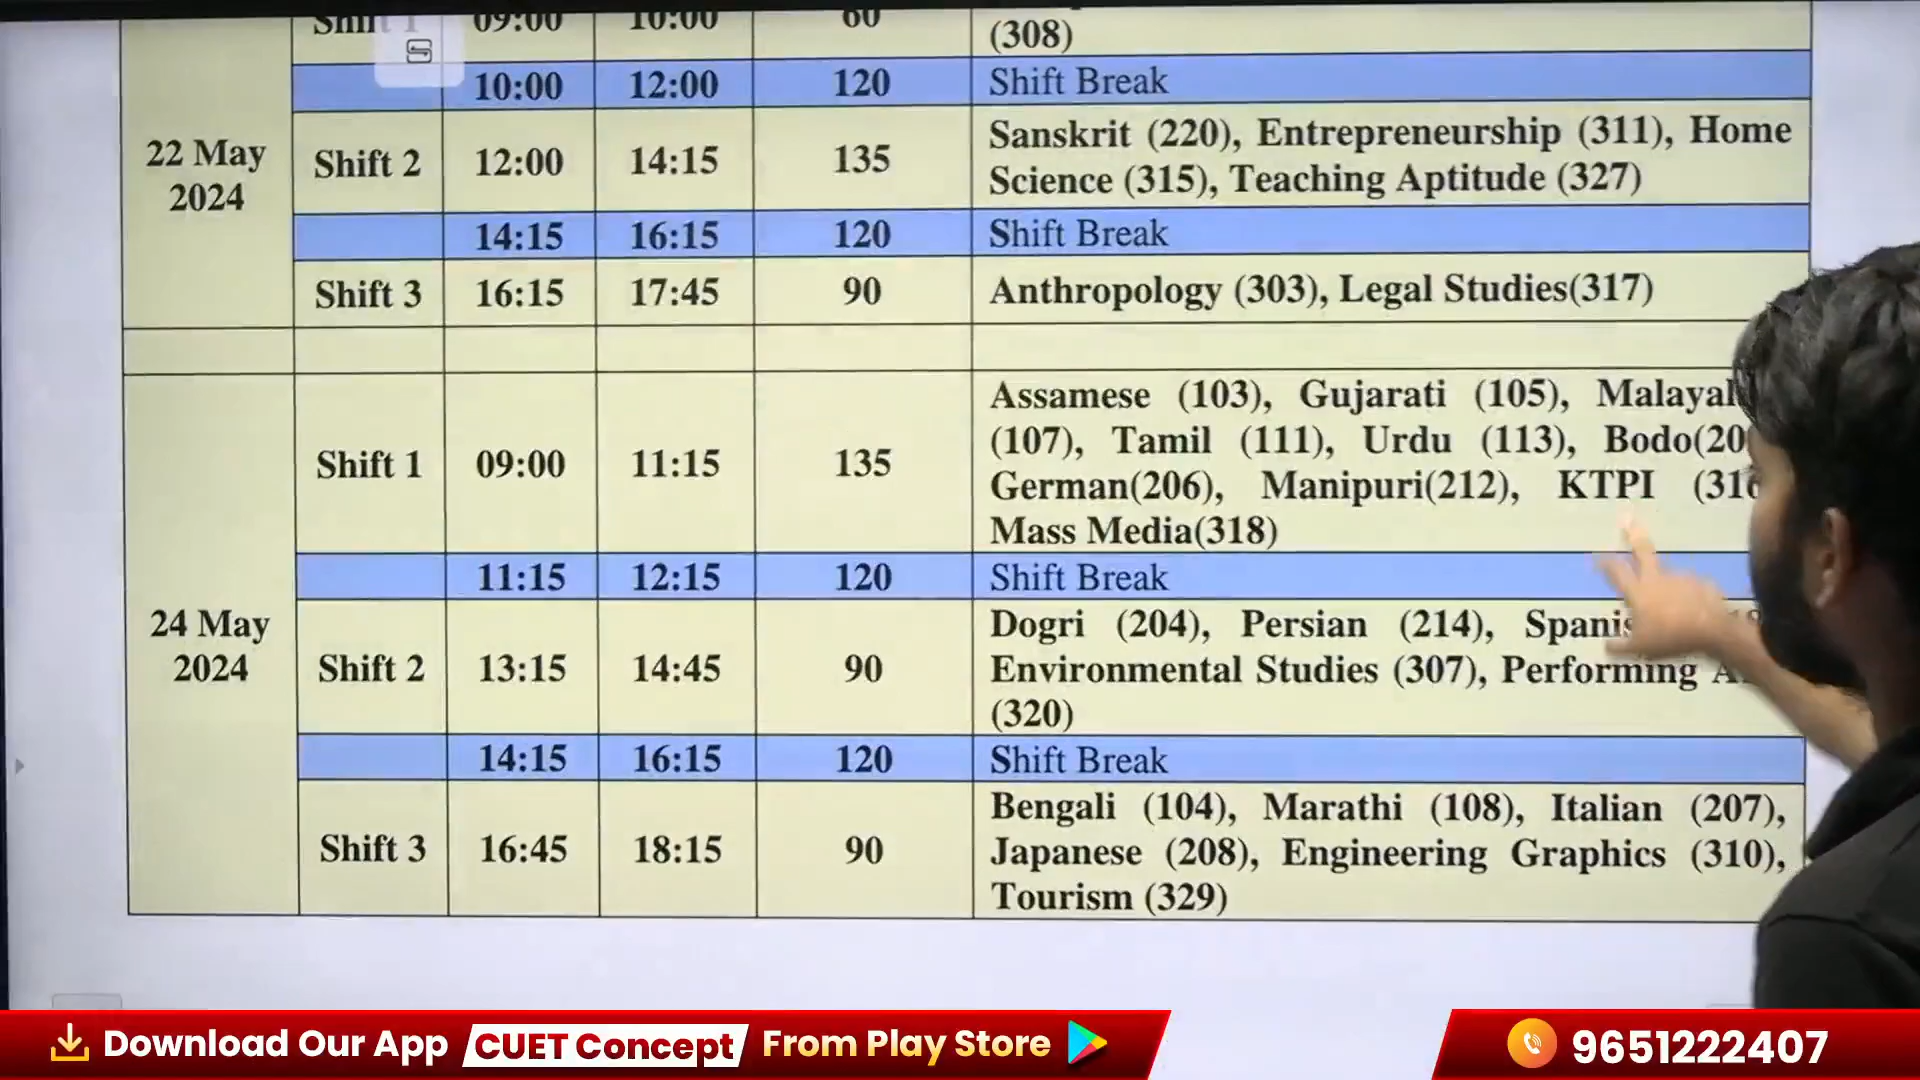 Shift 1 09:00 10:00 60 (308)
10:00 12:00 120 Shift Break
22 May 2024
Shift 2 12:00 14:15 135
Sanskrit (220), Entrepreneurship (311), Home
Science (315), Teaching Aptitude (327)
14:15 16:15 120 Shift Break
Shift 3 16:15 17:45 90 Anthropology (303), Legal Studies(317)
24 May 2024
Shift 1 09:00 11:15 135
Assamese (103), Gujarati (105),
(107), Tamil (111), Urdu (113),
German(206), Manipuri(212), KTPI
Mass Media(318)
11:15 12:15 120 Shift Break
Shift 2 13:15 14:45 90
Dogri (204), Persian (214),
Environmental Studies (307), Performing
(320)
14:15 16:15 120 Shift Break
Shift 3 16:45 18:15 90
Bengali (104), Marathi (108), Italian (207),
Japanese (208), Engineering Graphics (310),
Tourism (329)
Download Our App CUET Concept From Play Store
9651222407